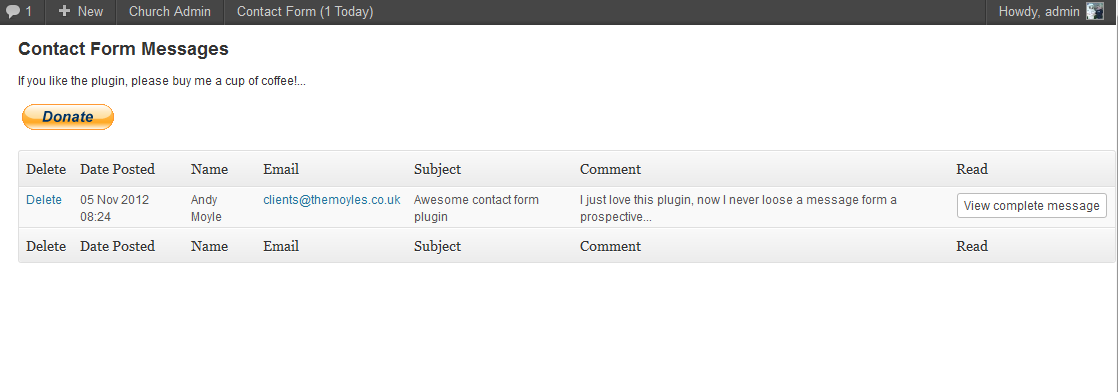 1 New Church Admin Contact Form (1 Today) Howdy, admin
Contact Form Messages
If you like the plugin, please buy me a cup of coffee!...
Donate
Delete Date Posted Name Email Subject Comment Read
Delete 05 Nov 2012 Andy clients@themoyles.co.uk Awesome contact form I just love this plugin, now I never loose a message form a View complete message
08:24 Moyle plugin prospective...
Delete Date Posted Name Email Subject Comment Read